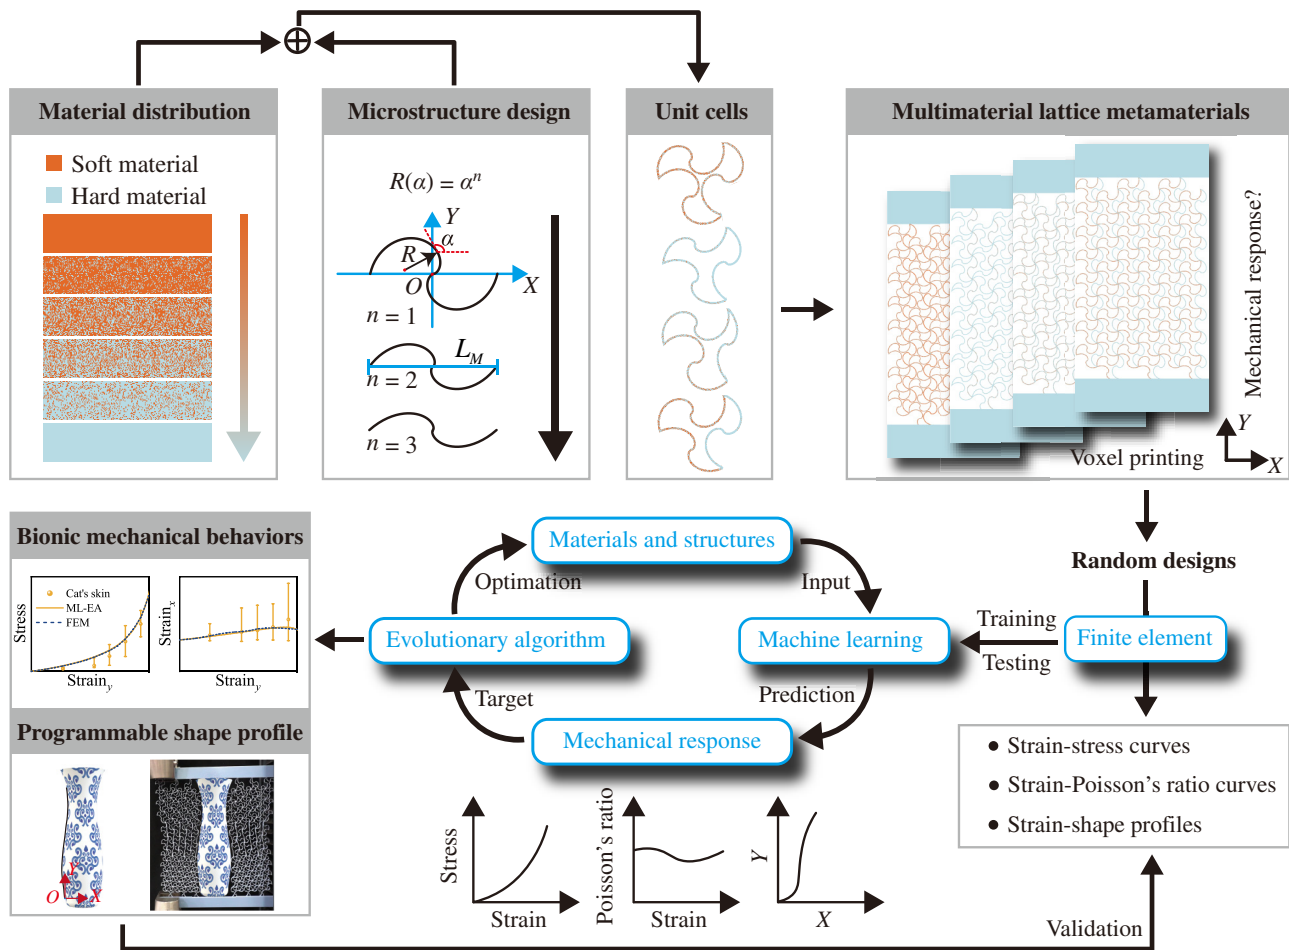 Material distribution
Soft material
Hard material
Microstructure design
R(α) = αⁿ
Y
α
R
O
X
n = 1
L_M
n = 2
n = 3
Unit cells
Multimaterial lattice metamaterials
Mechanical response?
Voxel printing
Y
X
Bionic mechanical behaviors
Stress
Cat's skin
ML-EA
FEM
Strain_y
Strain_x
Strain_y
Programmable shape profile
Y
O
X
Materials and structures
Optimation
Input
Evolutionary algorithm
Machine learning
Target
Prediction
Mechanical response
Stress
Strain
Poisson's ratio
Strain
Y
X
Random designs
Training
Testing
Finite element
• Strain-stress curves
• Strain-Poisson's ratio curves
• Strain-shape profiles
Validation